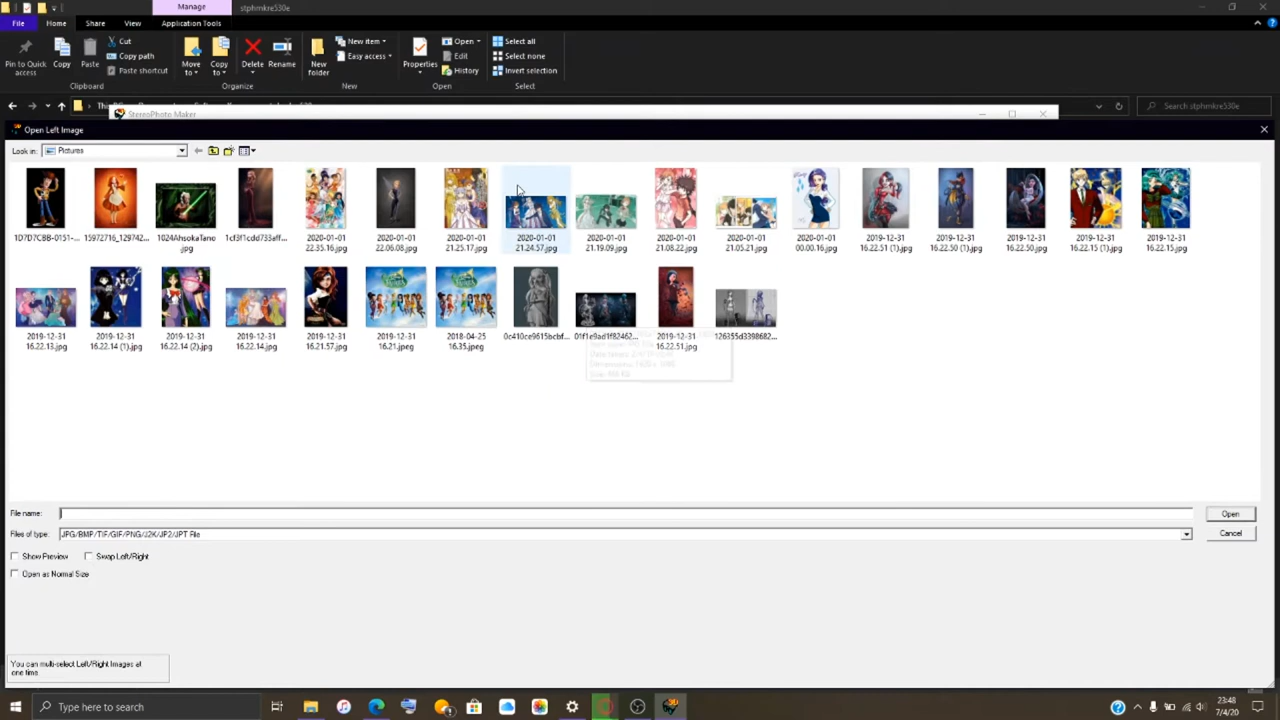 Manage
stphmkre530e
File
Home
Share
View
Application Tools
Pin to Quick
access
Copy
Paste
Cut
Copy path
Paste shortcut
Clipboard
Move
to
Copy
to
Delete
Rename
Organize
New
folder
New item
Easy access
New
Properties
Open
Edit
History
Open
Select all
Select none
Invert selection
Select
Search stphmkre530e
StereoPhoto Maker
Open Left Image
Look in:
Pictures
1D7D7CBB-0151-...
15972716_129742...
1024AhsokaTano
.jpg
1cf3f1cdd733aff...
2020-01-01
22.35.16.jpg
2020-01-01
22.06.08.jpg
2020-01-01
21.25.17.jpg
2020-01-01
21.24.57.jpg
2020-01-01
21.19.09.jpg
2020-01-01
21.08.22.jpg
2020-01-01
21.05.21.jpg
2020-01-01
00.00.16.jpg
2019-12-31
16.22.51 (1).jpg
2019-12-31
16.22.50 (1).jpg
2019-12-31
16.22.50.jpg
2019-12-31
16.22.15 (1).jpg
2019-12-31
16.22.15.jpg
2019-12-31
16.22.13.jpg
2019-12-31
16.22.14 (1).jpg
2019-12-31
16.22.14 (2).jpg
2019-12-31
16.22.14.jpg
2019-12-31
16.21.57.jpg
2019-12-31
16.21.jpeg
2018-04-25
16.35.jpeg
0c410ce9615bcbf...
01f1e9ad1f82462...
2019-12-31
16.22.51.jpg
126355d3398682...
File name:
Open
Files of type:
JPG/BMP/TIF/GIF/PNG/J2K/JP2/JPT File
Cancel
Show Preview
Swap Left/Right
Open as Normal Size
You can multi-select Left/Right Images at
one time
Type here to search
23:48
7/4/20